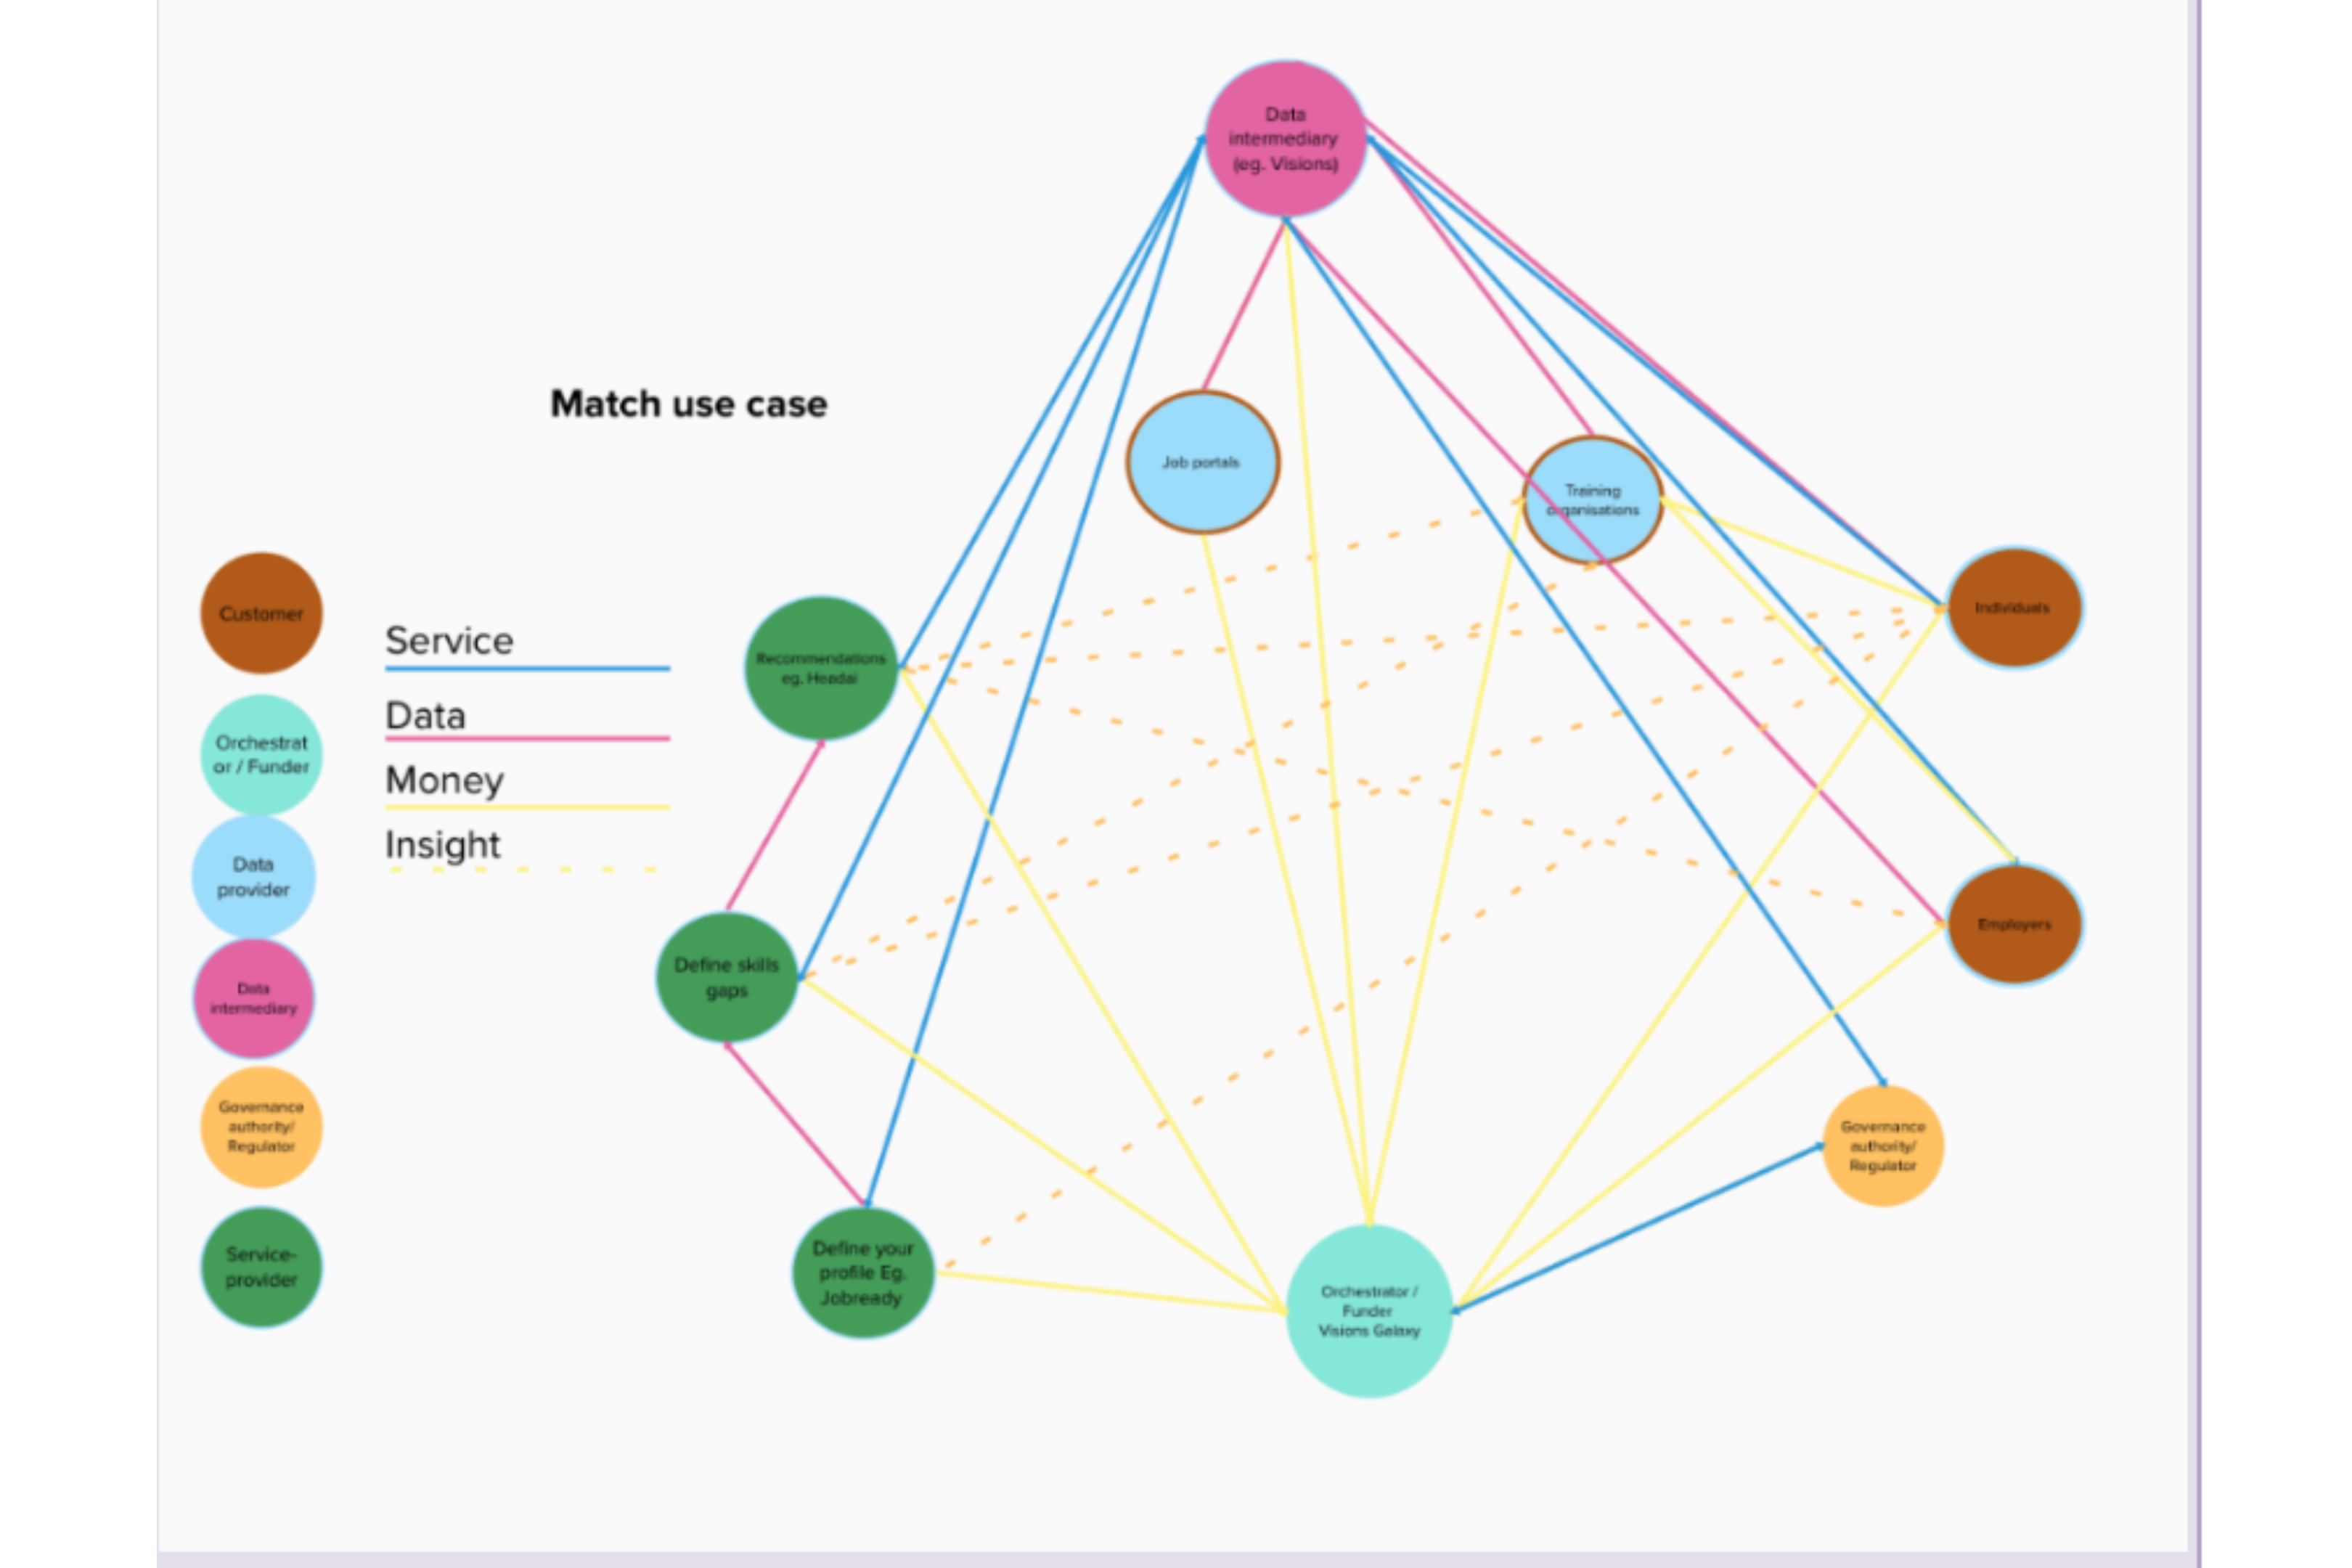 Data
intermediary
(eg. Visions)
Match use case
Job portals
Training
organisations
Customer
Service
Data
Money
Insight
Recommendations
eg. Headai
Individuals
Orchestrat
or / Funder
Data
provider
Data
intermediary
Governance
authority/
Regulator
Service-
provider
Define skills
gaps
Employers
Define your
profile Eg.
Jobready
Orchestrator /
Funder
Visions Galaxy
Governance
authority/
Regulator